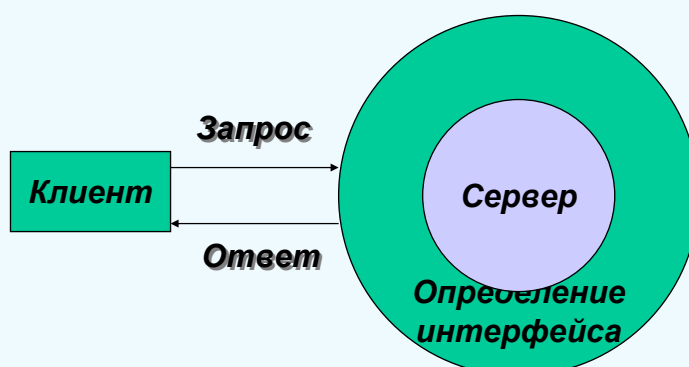 Запрос
Клиент
Сервер
Ответ
Определение
интерфейса